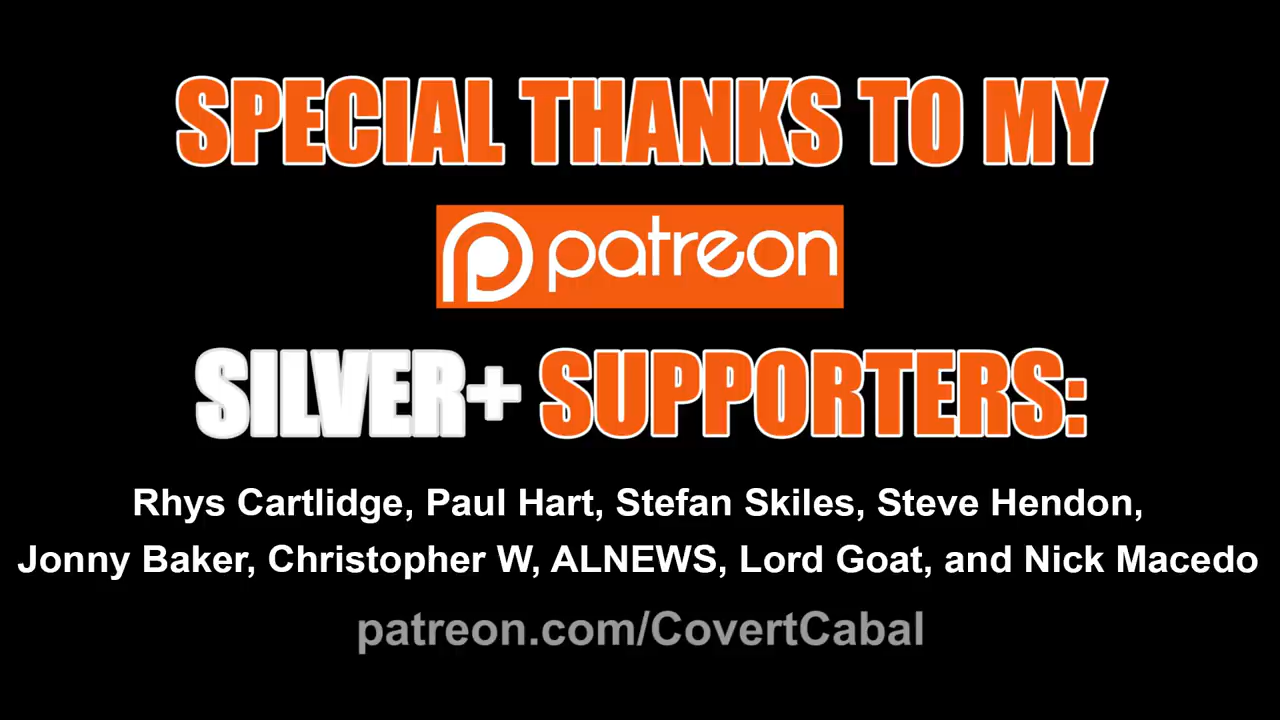 SPECIAL THANKS TO MY
patreon
SILVER+ SUPPORTERS:
Rhys Cartlidge, Paul Hart, Stefan Skiles, Steve Hendon,
Jonny Baker, Christopher W, ALNEWS, Lord Goat, and Nick Macedo
patreon.com/CovertCabal